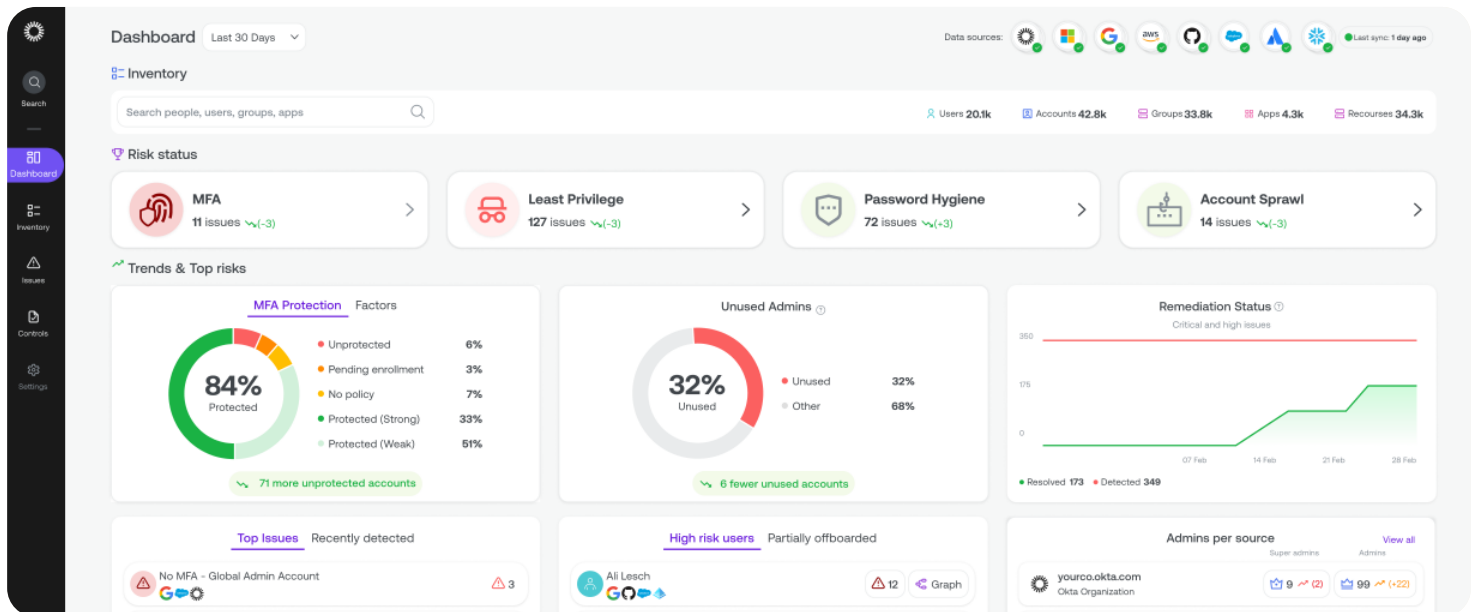 Dashboard Last 30 Days
Data sources: aws Last sync: 1 day ago
Search
Dashboard
Inventory
Issues
Controls
Settings
Inventory
Search people, users, groups, apps
Users 20.1k Accounts 42.8k Groups 33.8k Apps 4.3k Recourses 34.3k
Risk status
MFA
11 issues (-3)
Least Privilege
127 issues (-3)
Password Hygiene
72 issues (+3)
Account Sprawl
14 issues (-3)
Trends & Top risks
MFA Protection Factors
84%
Protected
Unprotected 6%
Pending enrollment 3%
No policy 7%
Protected (Strong) 33%
Protected (Weak) 51%
71 more unprotected accounts
Unused Admins ?
32%
Unused
Unused 32%
Other 68%
6 fewer unused accounts
Remediation Status ?
Critical and high issues
350
175
0
07 Feb 14 Feb 21 Feb 28 Feb
Resolved 173 Detected 349
Top Issues Recently detected
No MFA - Global Admin Account
3
High risk users Partially offboarded
Ali Lesch
12 Graph
Admins per source View all
Super admins Admins
yourco.okta.com
Okta Organization
9 (2) 99 (+22)